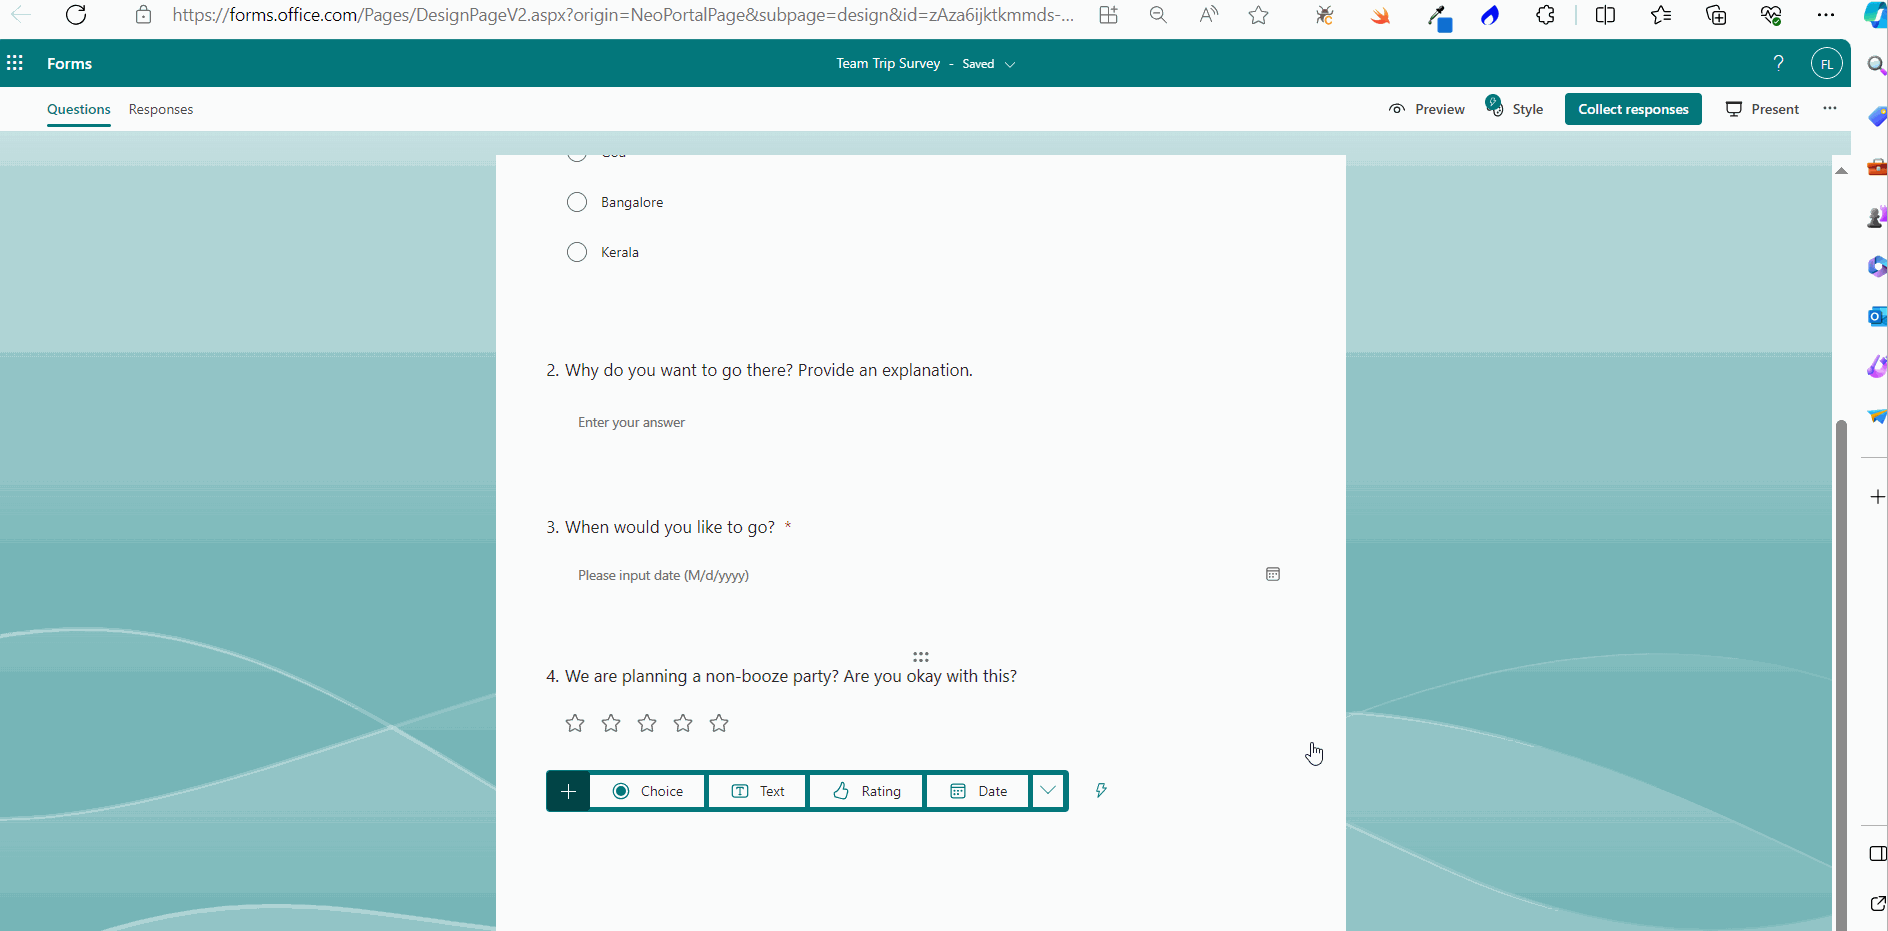 https://forms.office.com/Pages/DesignPageV2.aspx?origin=NeoPortalPage&subpage=design&id=zAza6ijktkmmds-...
Forms
Team Trip Survey - Saved
? FL
Questions Responses
Preview Style Collect responses Present ...
Goa
Bangalore
Kerala
2. Why do you want to go there? Provide an explanation.
Enter your answer
3. When would you like to go? *
Please input date (M/d/yyyy)
4. We are planning a non-booze party? Are you okay with this?
Choice Text Rating Date